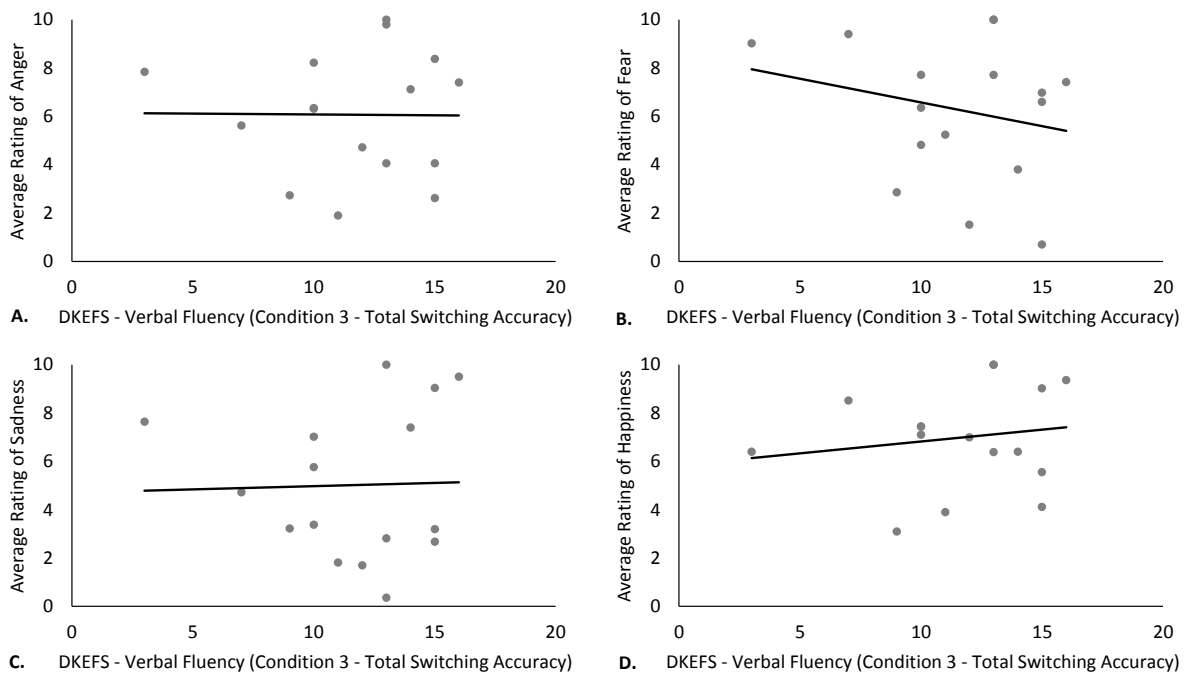 10
8
6
4
2
0
Average Rating of Anger
0 5 10 15 20
A. DKEFS - Verbal Fluency (Condition 3 - Total Switching Accuracy)
10
8
6
4
2
0
Average Rating of Fear
0 5 10 15 20
B. DKEFS - Verbal Fluency (Condition 3 - Total Switching Accuracy)
10
8
6
4
2
0
Average Rating of Sadness
0 5 10 15 20
C. DKEFS - Verbal Fluency (Condition 3 - Total Switching Accuracy)
10
8
6
4
2
0
Average Rating of Happiness
0 5 10 15 20
D. DKEFS - Verbal Fluency (Condition 3 - Total Switching Accuracy)